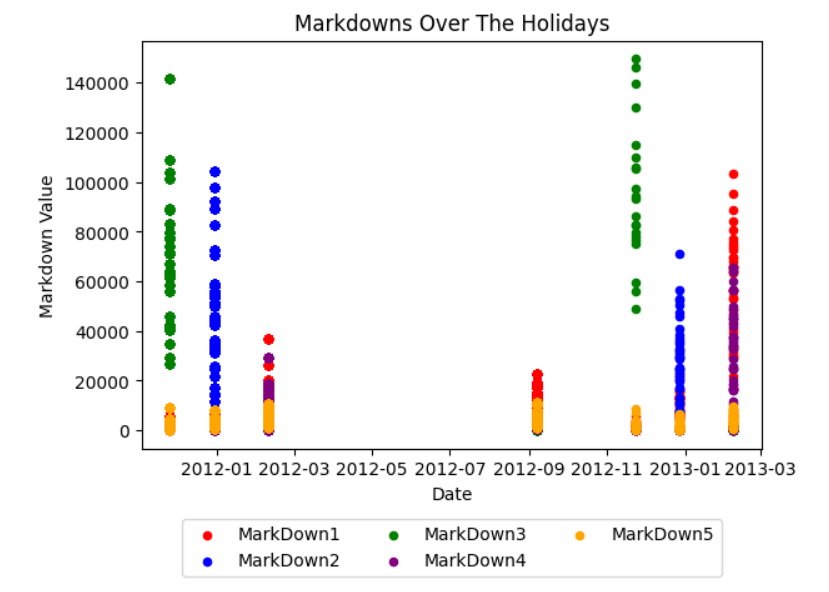 Markdowns Over The Holidays
Markdown Value
140000
120000
100000
80000
60000
40000
20000
0
2012-01 2012-03 2012-05 2012-07 2012-09 2012-11 2013-01 2013-03
Date
MarkDown1 MarkDown3 MarkDown5
MarkDown2 MarkDown4